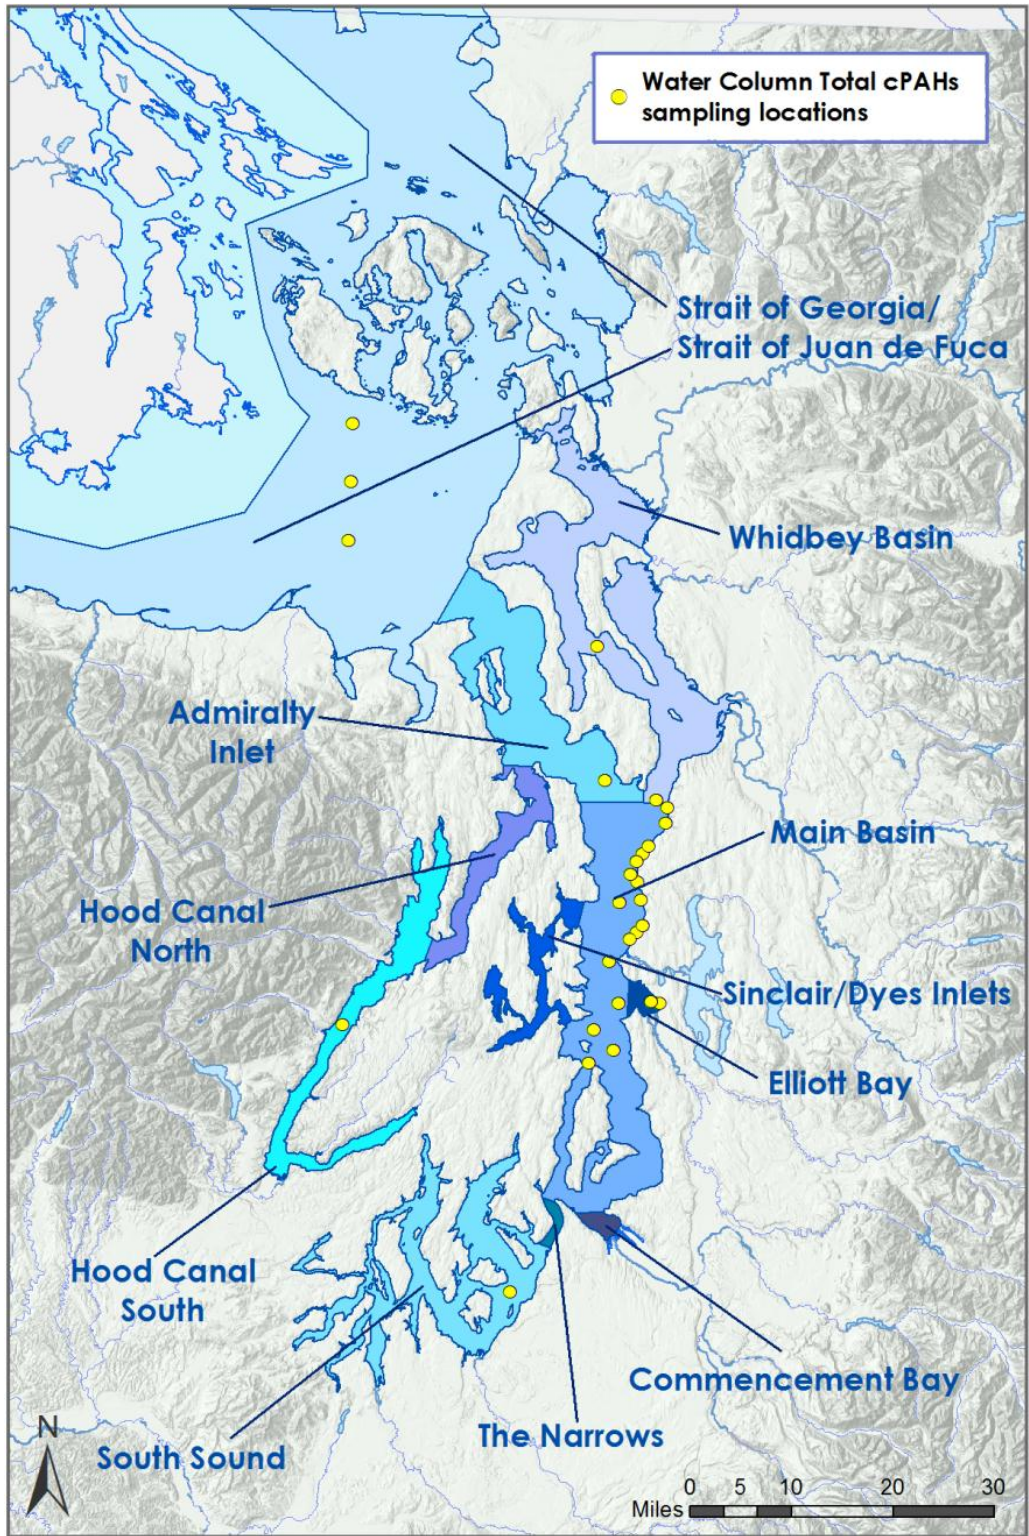 Water Column Total cPAHs
sampling locations
Strait of Georgia/
Strait of Juan de Fuca
Whidbey Basin
Admiralty
Inlet
Main Basin
Hood Canal
North
Sinclair/Dyes Inlets
Elliott Bay
Hood Canal
South
Commencement Bay
The Narrows
South Sound
N
0 5 10 20 30
Miles